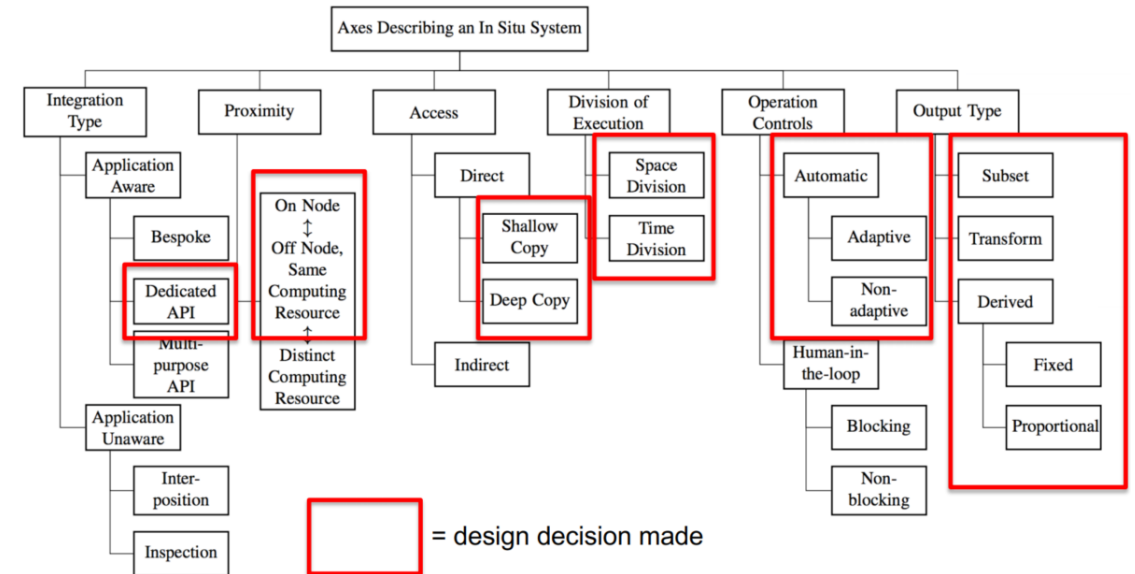 Axes Describing an In Situ System
Integration
Type
Proximity
Access
Division of
Execution
Operation
Controls
Output Type
Application
Aware
Bespoke
Dedicated
API
Multi-
purpose
API
Application
Unaware
Inter-
position
Inspection
On Node
↕
Off Node,
Same
Computing
Resource
↕
Distinct
Computing
Resource
Direct
Shallow
Copy
Deep Copy
Indirect
Space
Division
Time
Division
Automatic
Adaptive
Non-
adaptive
Human-in-
the-loop
Blocking
Non-
blocking
Subset
Transform
Derived
Fixed
Proportional
= design decision made